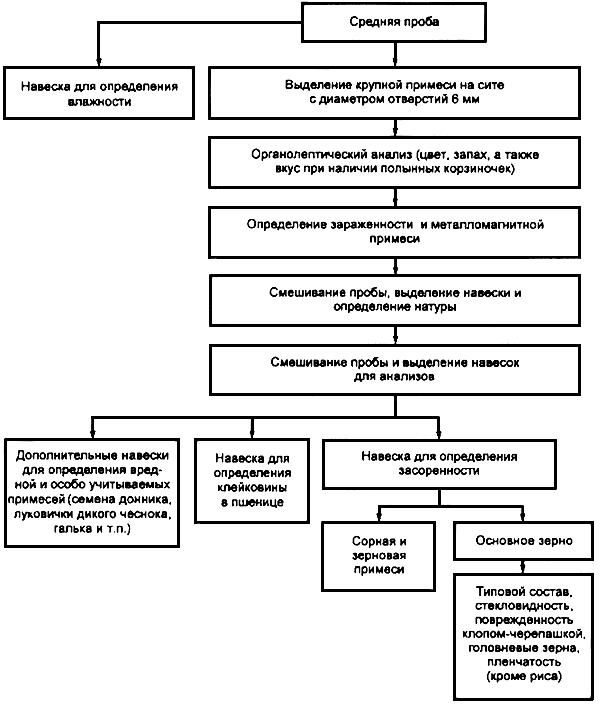 Средняя проба
Навеска для определения
влажности
Выделение крупной примеси на сите
с диаметром отверстий 6 мм
Органолептический анализ (цвет, запах, а также
вкус при наличии полынных корзиночек)
Определение зараженности и металломагнитной
примеси
Смешивание пробы, выделение навески и
определение натуры
Смешивание пробы и выделение навесок
для анализов
Дополнительные навески
для определения вред-
ной и особо учитываемых
примесей (семена донника,
луковички дикого чеснока,
галька и т.п.)
Навеска для
определения
клейковины
в пшенице
Навеска для определения
засоренности
Сорная и
зерновая
примеси
Основное зерно
Типовой состав,
стекловидность,
поврежденность
клопом-черепашкой,
головневые зерна,
пленчатость
(кроме риса)